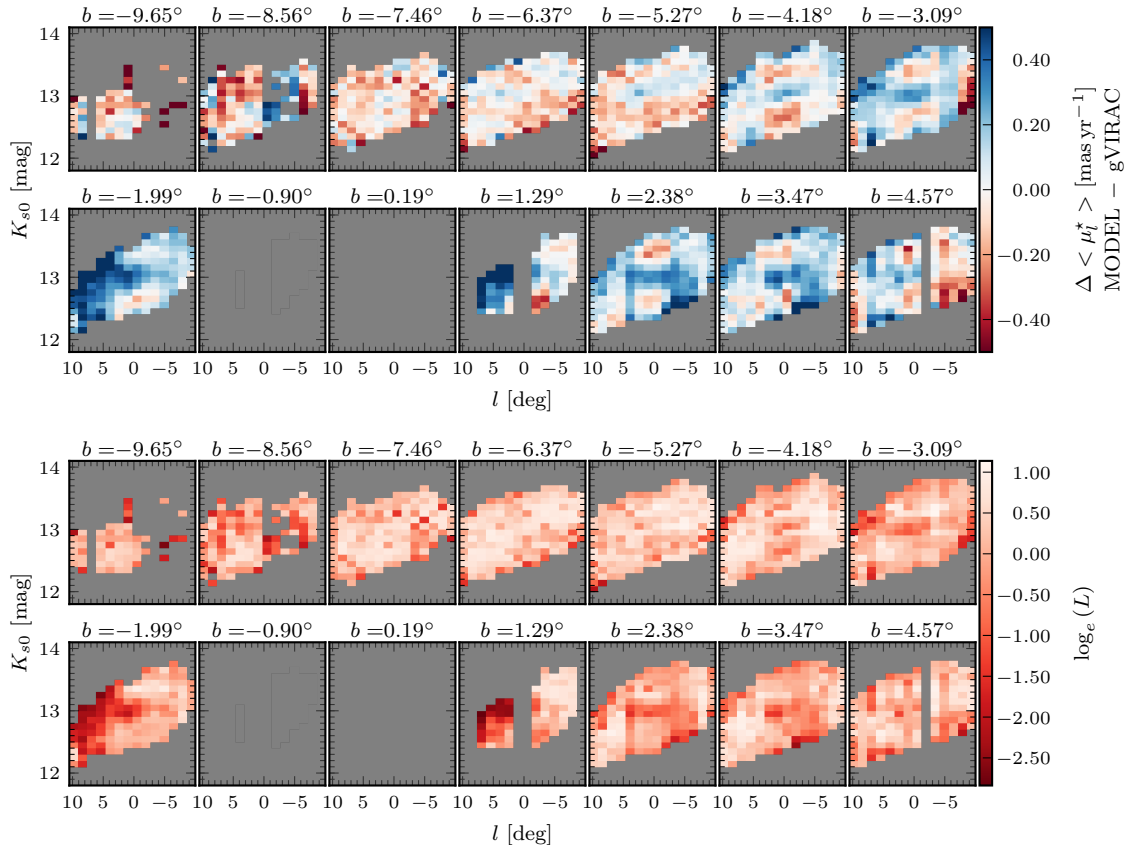 b = −9.65° b = −8.56° b = −7.46° b = −6.37° b = −5.27° b = −4.18° b = −3.09°
14
13
12
b = −1.99° b = −0.90° b = 0.19° b = 1.29° b = 2.38° b = 3.47° b = 4.57°
14
13
12
10 5 0 −5 10 5 0 −5 10 5 0 −5 10 5 0 −5 10 5 0 −5 10 5 0 −5 10 5 0 −5
K_{s0} [mag]
l [deg]
0.40
0.20
0.00
−0.20
−0.40
Δ < μ_l^⋆ > [mas yr^{−1}]
MODEL − gVIRAC
b = −9.65° b = −8.56° b = −7.46° b = −6.37° b = −5.27° b = −4.18° b = −3.09°
14
13
12
b = −1.99° b = −0.90° b = 0.19° b = 1.29° b = 2.38° b = 3.47° b = 4.57°
14
13
12
10 5 0 −5 10 5 0 −5 10 5 0 −5 10 5 0 −5 10 5 0 −5 10 5 0 −5 10 5 0 −5
K_{s0} [mag]
l [deg]
1.00
0.50
0.00
−0.50
−1.00
−1.50
−2.00
−2.50
log_e (L)